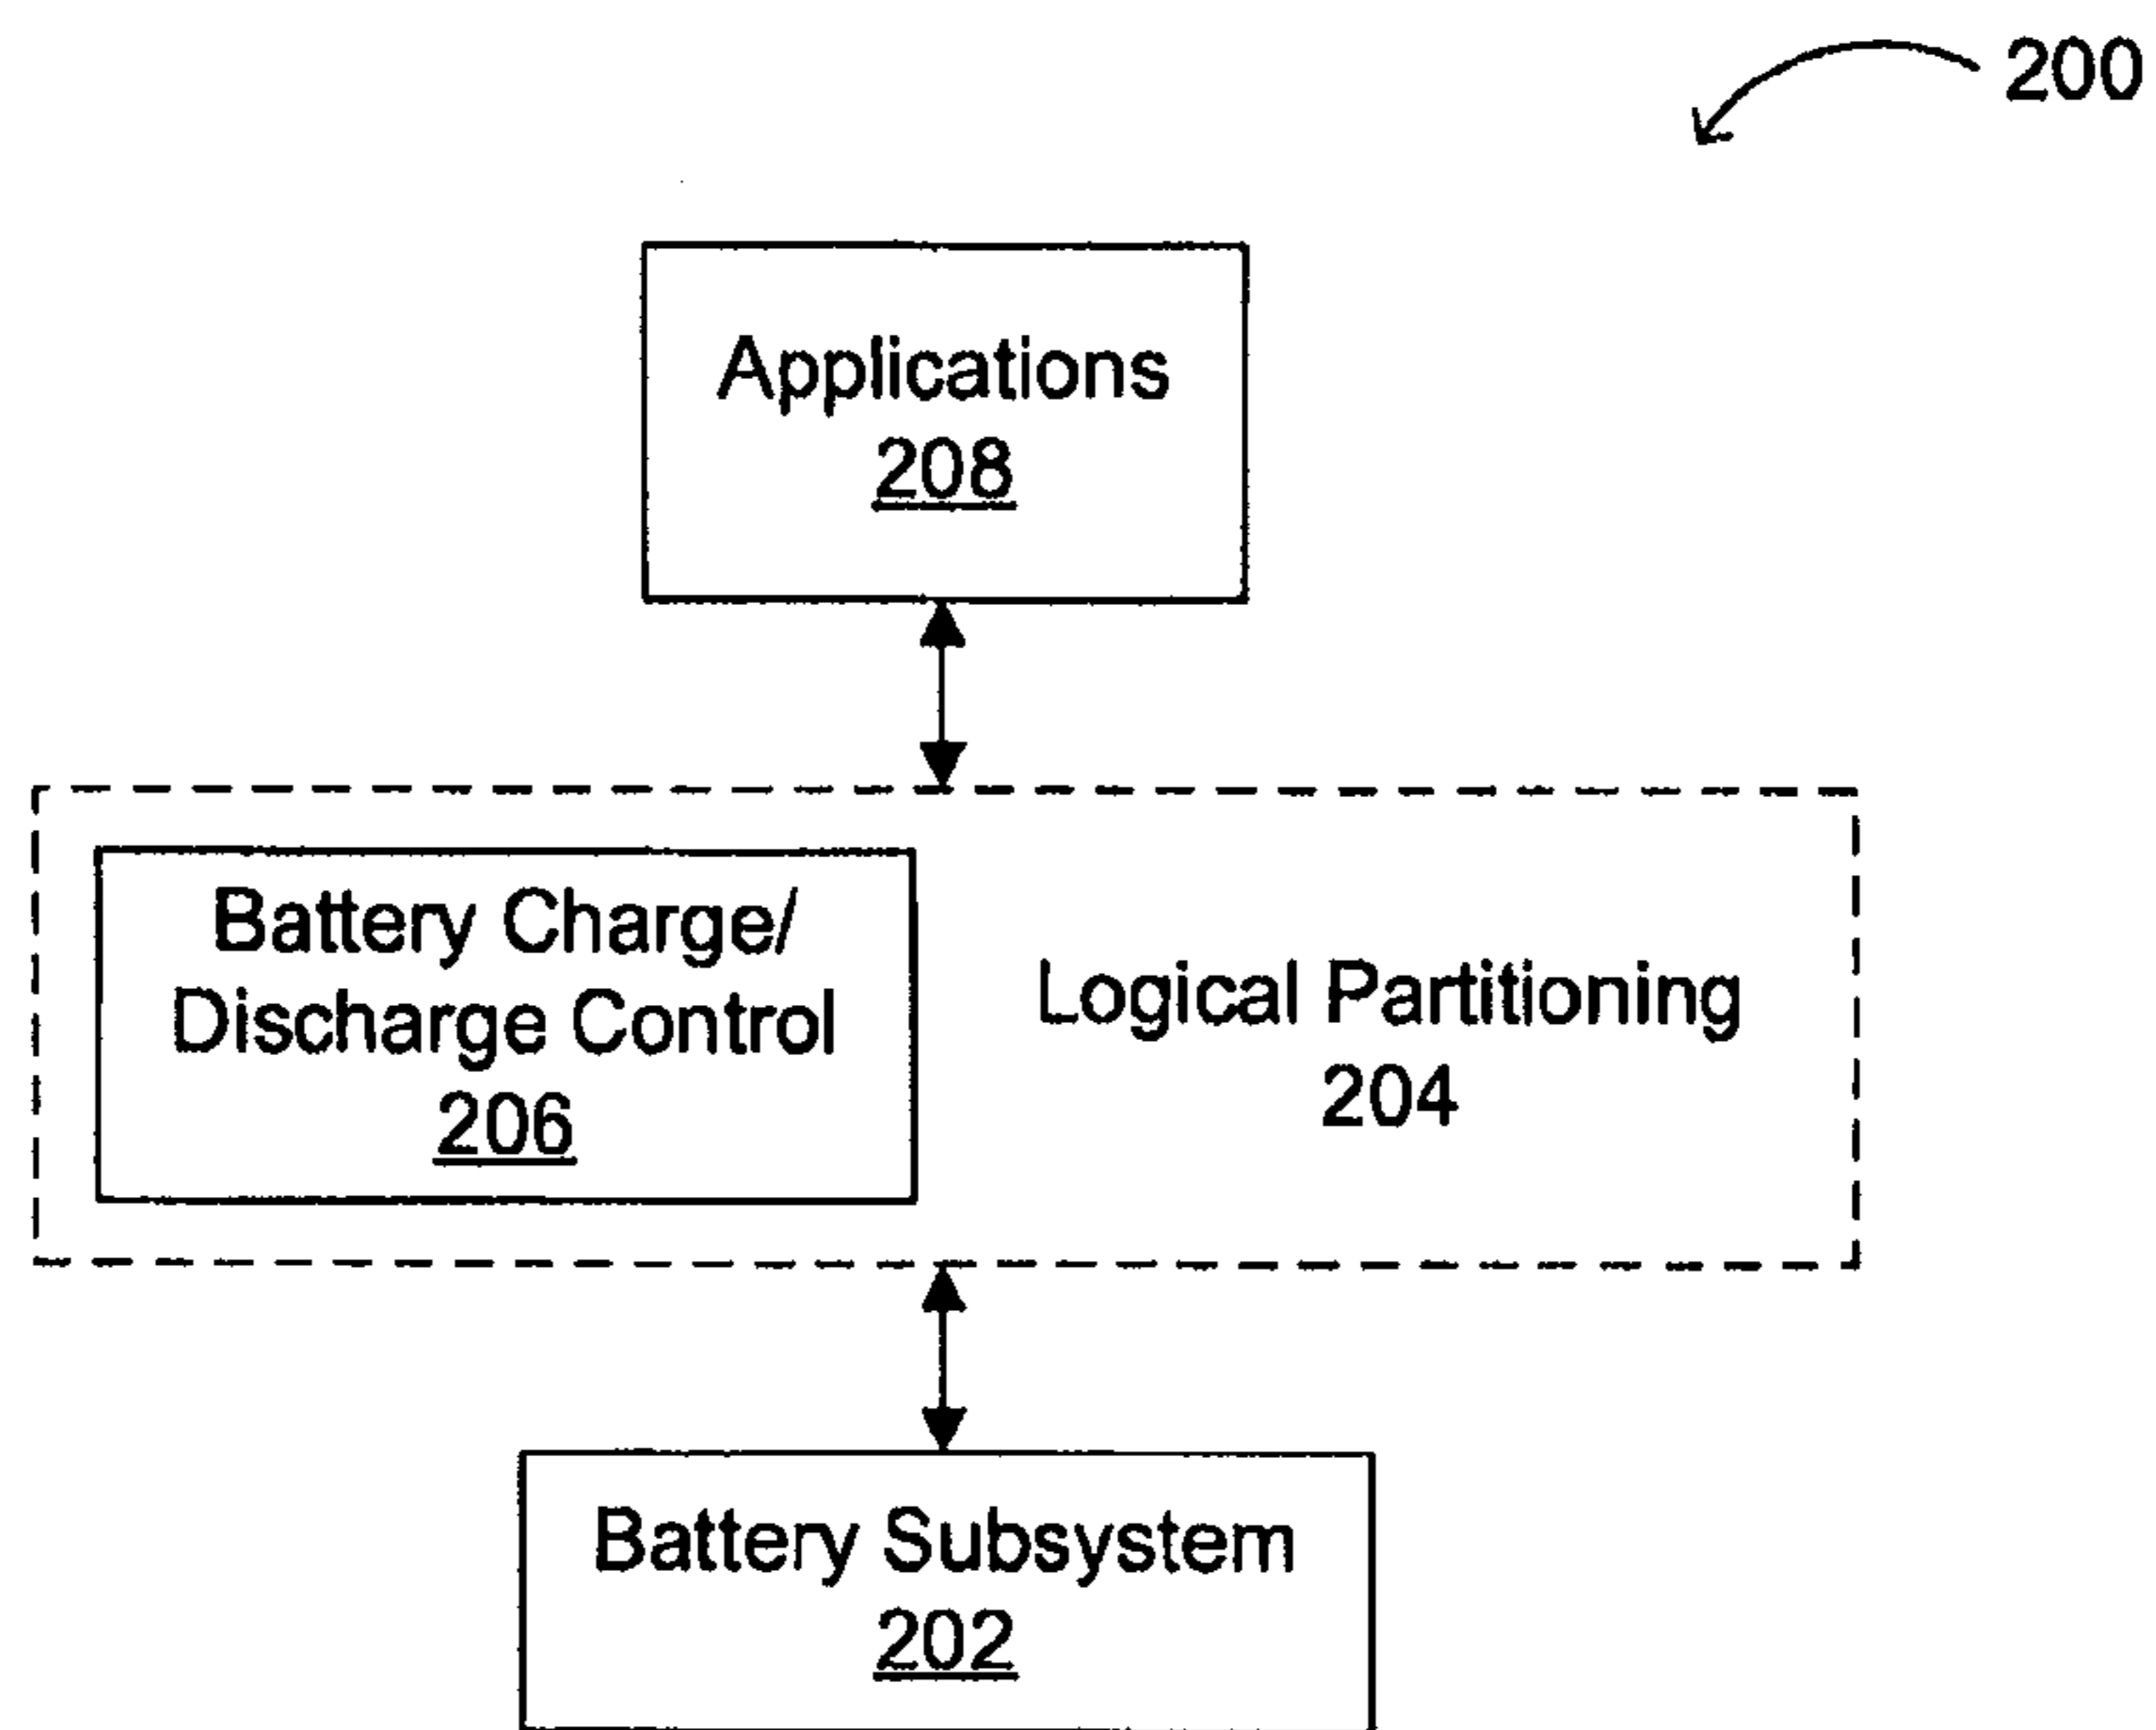 200
Applications
208
Battery Charge/
Discharge Control
206
Logical Partitioning
204
Battery Subsystem
202